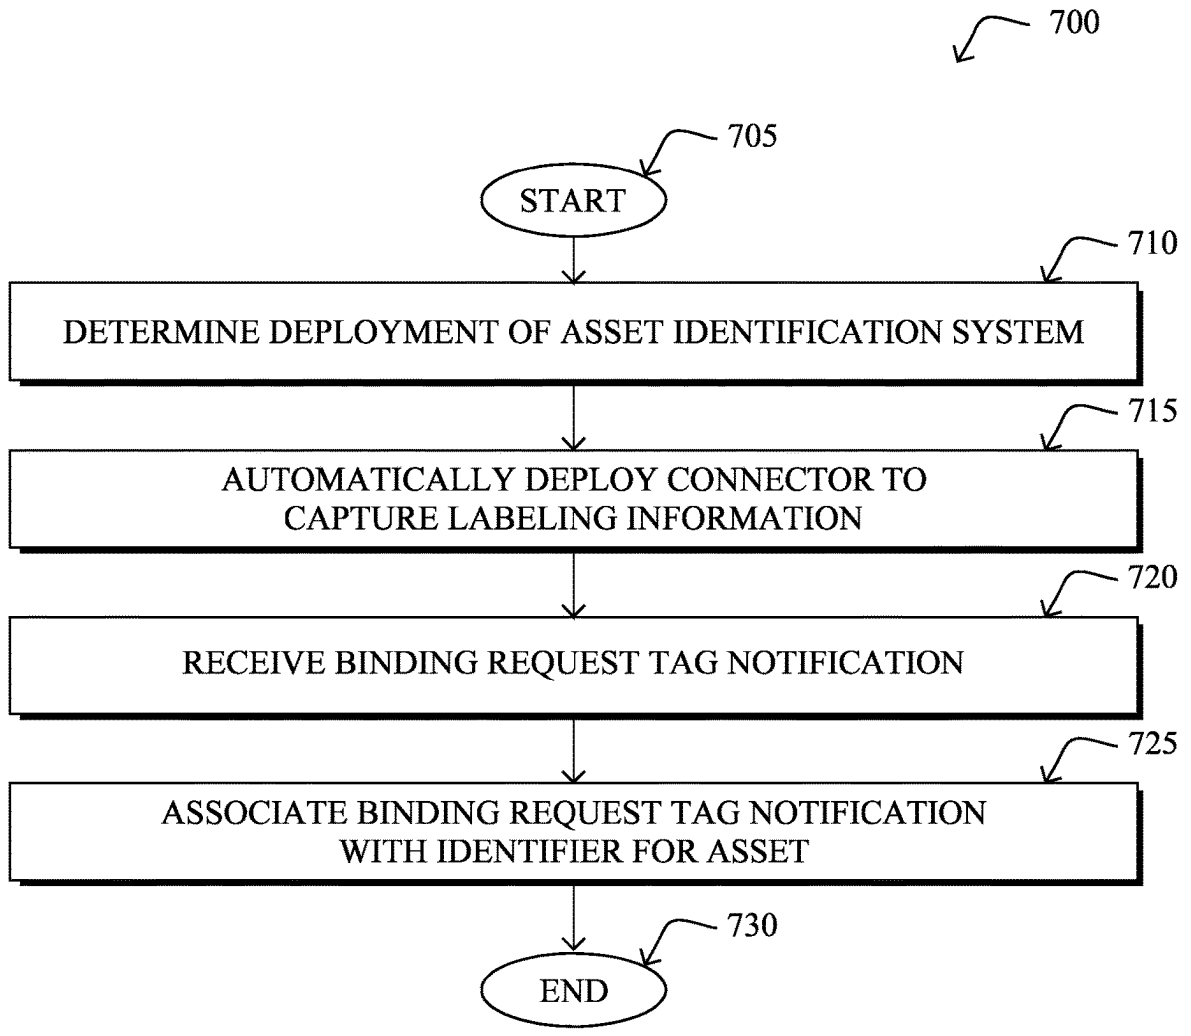 700
705
START
710
DETERMINE DEPLOYMENT OF ASSET IDENTIFICATION SYSTEM
715
AUTOMATICALLY DEPLOY CONNECTOR TO
CAPTURE LABELING INFORMATION
720
RECEIVE BINDING REQUEST TAG NOTIFICATION
725
ASSOCIATE BINDING REQUEST TAG NOTIFICATION
WITH IDENTIFIER FOR ASSET
730
END